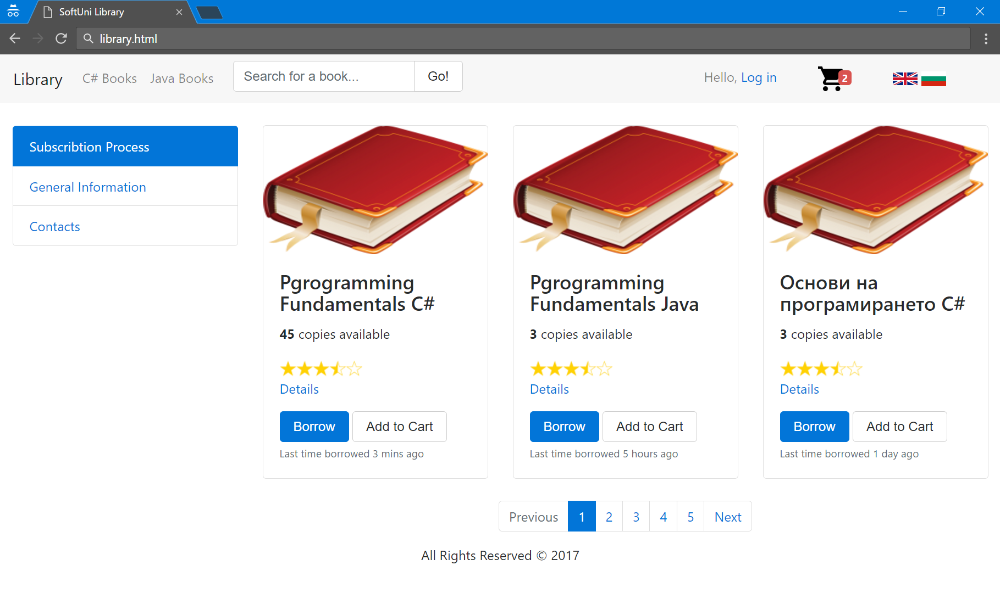 SoftUni Library
library.html
Library C# Books Java Books Search for a book... Go! Hello, Log in 2
Subscribtion Process
General Information
Contacts
Pgrogramming
Fundamentals C#
45 copies available
Details
Borrow Add to Cart
Last time borrowed 3 mins ago
Pgrogramming
Fundamentals Java
3 copies available
Details
Borrow Add to Cart
Last time borrowed 5 hours ago
Основи на
програмирането C#
3 copies available
Details
Borrow Add to Cart
Last time borrowed 1 day ago
Previous 1 2 3 4 5 Next
All Rights Reserved © 2017